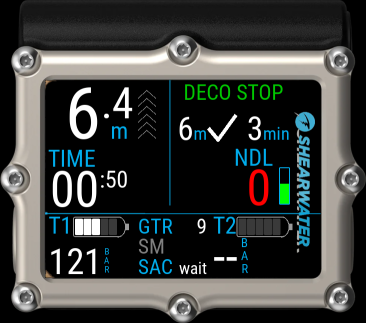 6.4 m
DECO STOP
6m 3min
TIME
00:50
NDL
0
SHEARWATER
T1 GTR 9 T2
121 BAR SM -- BAR
SAC wait